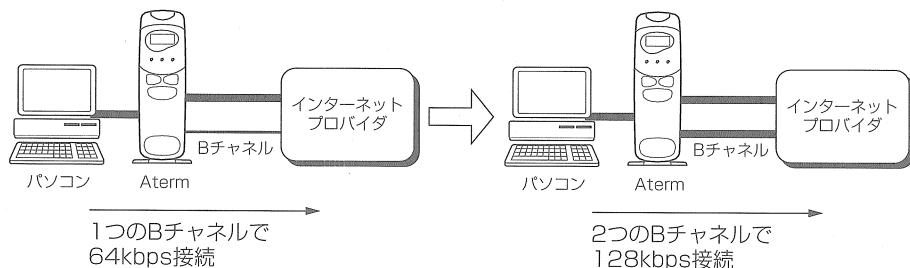 インターネット
プロバイダ
Bチャネル
パソコン
Aterm
1つのBチャネルで
64kbps接続
インターネット
プロバイダ
Bチャネル
パソコン
Aterm
2つのBチャネルで
128kbps接続